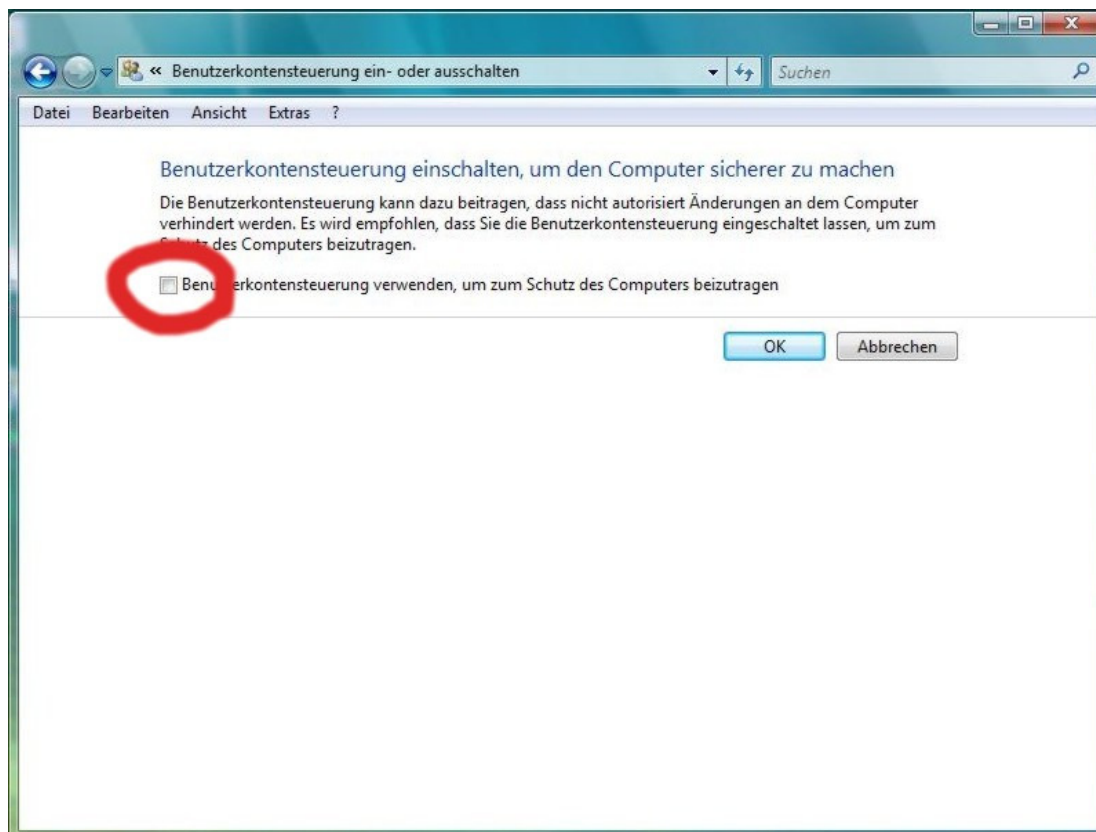 « Benutzerkontensteuerung ein- oder ausschalten
Suchen
Datei Bearbeiten Ansicht Extras ?
Benutzerkontensteuerung einschalten, um den Computer sicherer zu machen
Die Benutzerkontensteuerung kann dazu beitragen, dass nicht autorisiert Änderungen an dem Computer
verhindert werden. Es wird empfohlen, dass Sie die Benutzerkontensteuerung eingeschaltet lassen, um zum
Schutz des Computers beizutragen.
Benutzerkontensteuerung verwenden, um zum Schutz des Computers beizutragen
OK Abbrechen